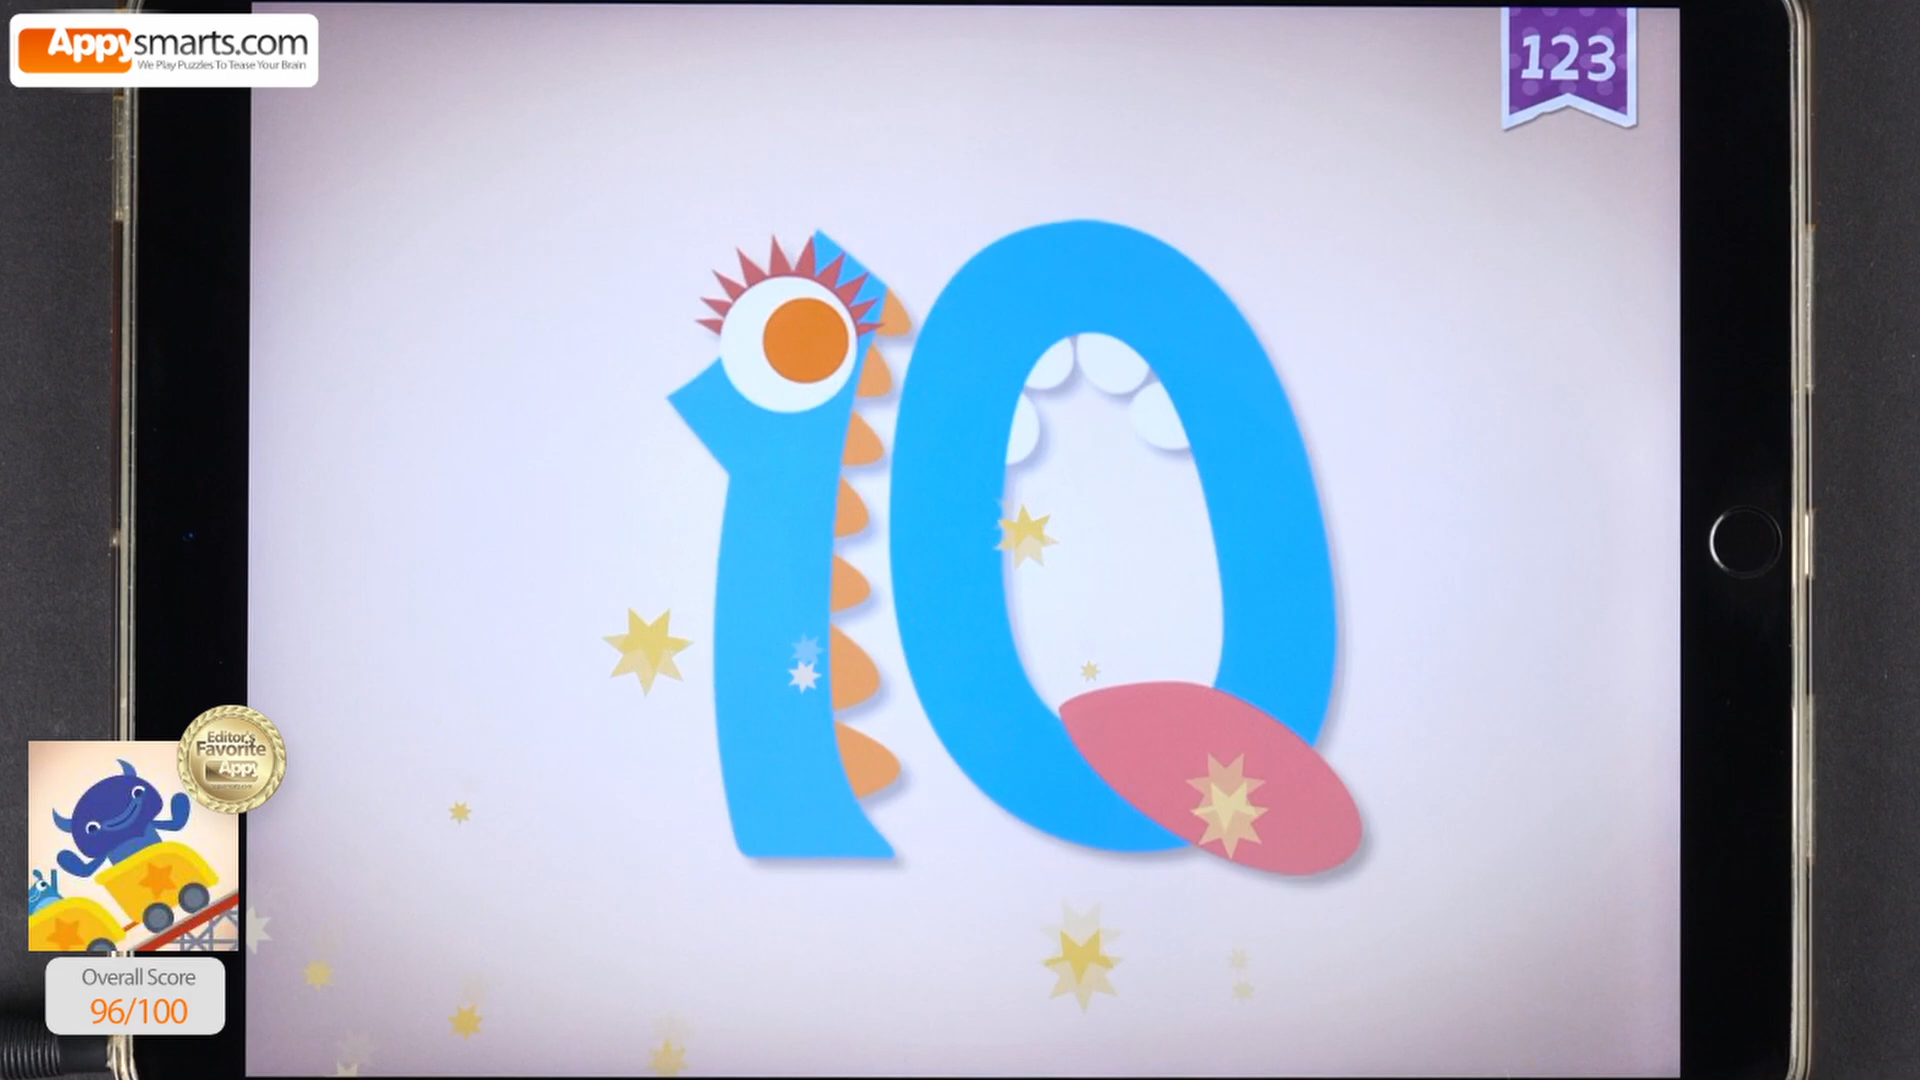 Appysmarts.com
We Play Puzzles To Tease Your Brain
123
10
Editor's
Favorite
Appy
Overall Score
96/100